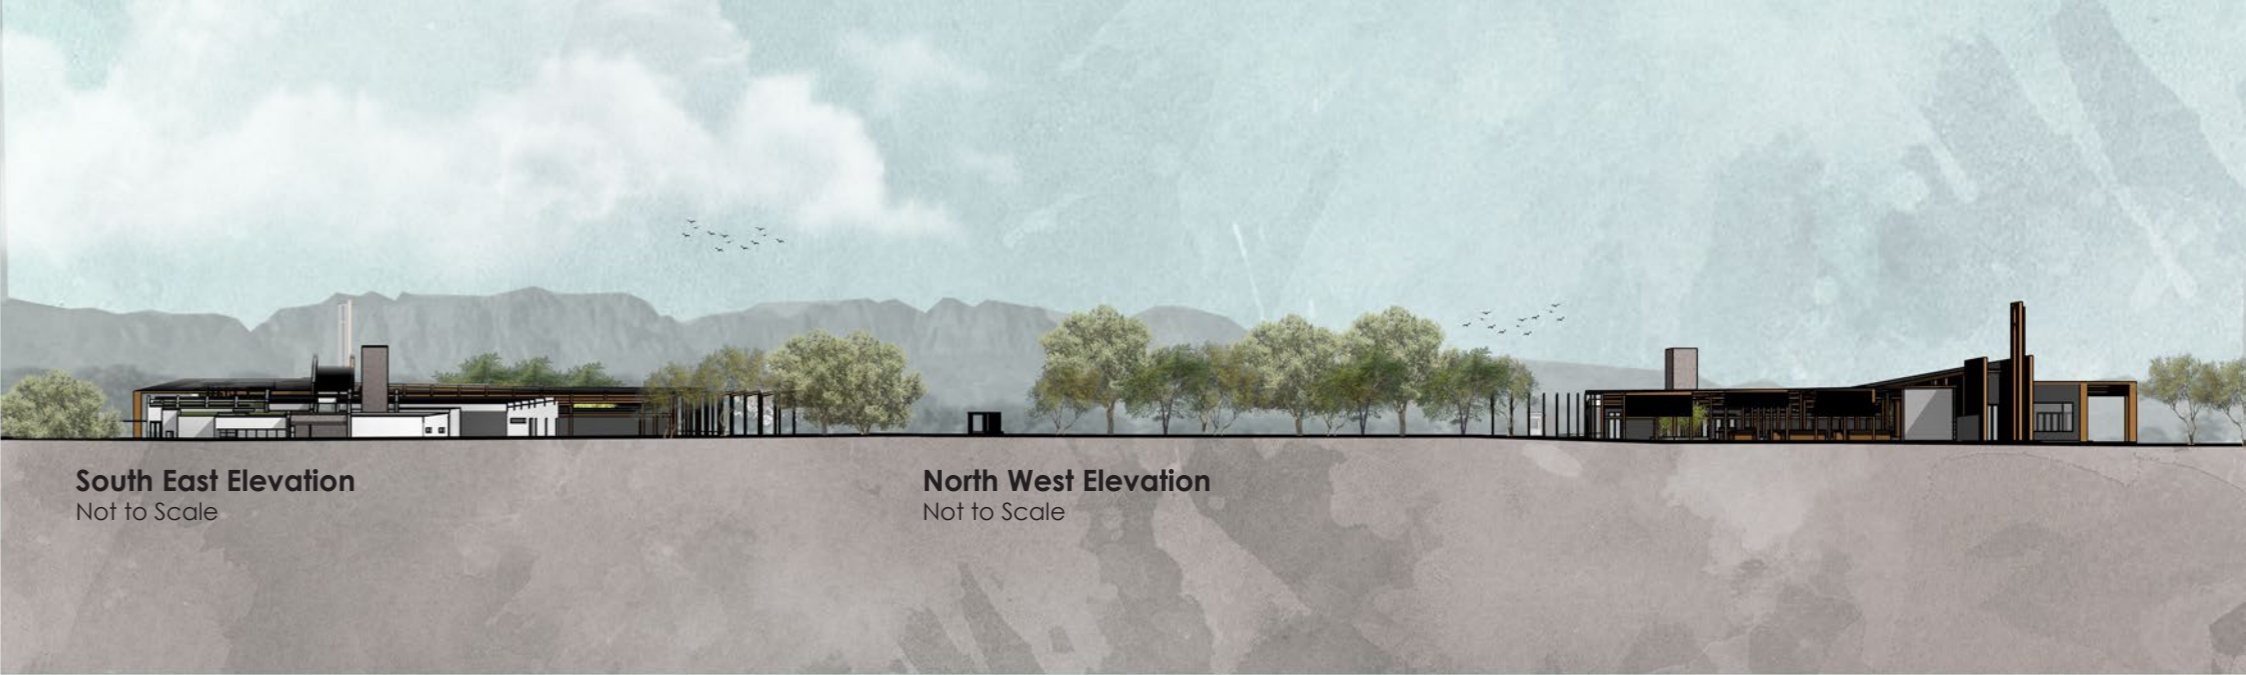 South East Elevation
Not to Scale
North West Elevation
Not to Scale